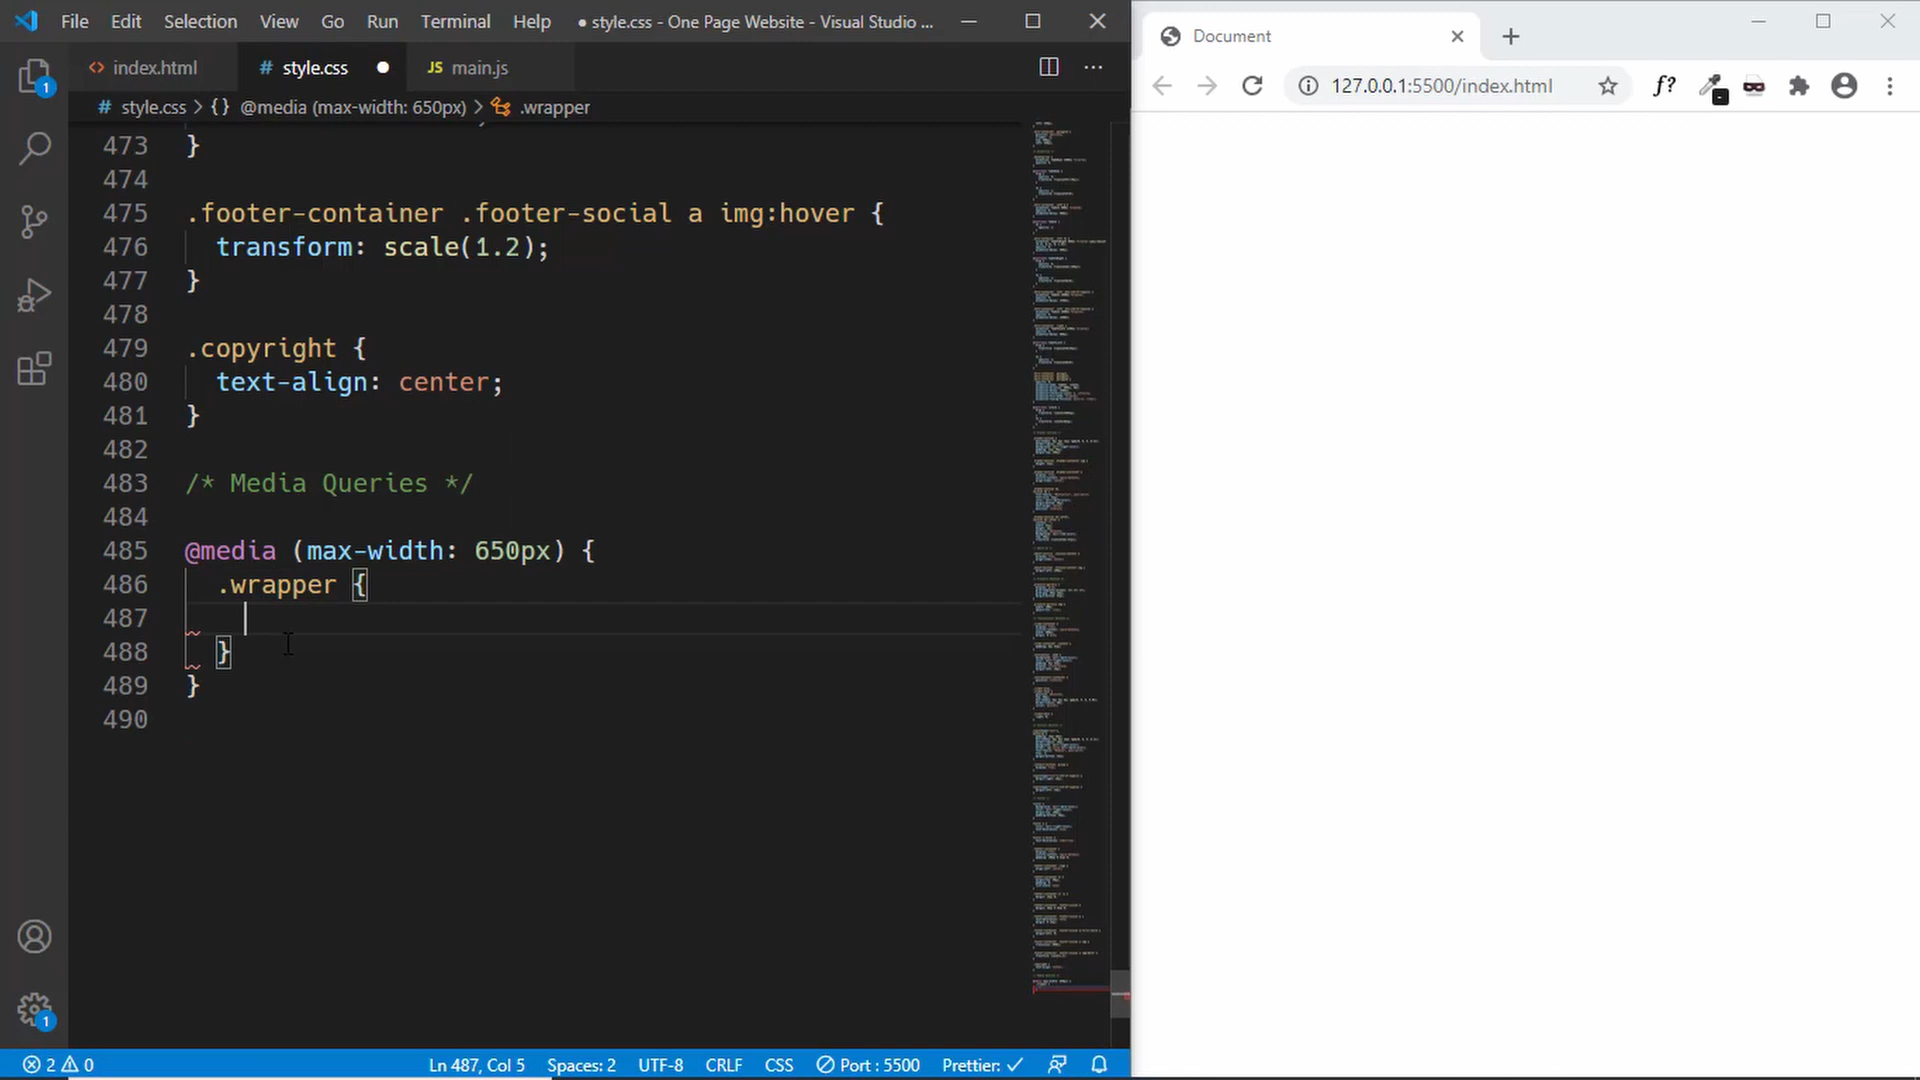 File Edit Selection View Go Run Terminal Help ● style.css - One Page Website - Visual Studio ...
Document
index.html # style.css ● JS main.js ...
127.0.0.1:5500/index.html f?
# style.css > {} @media (max-width: 650px) > .wrapper
473 }
474
475 .footer-container .footer-social a img:hover {
476 transform: scale(1.2);
477 }
478
479 .copyright {
480 text-align: center;
481 }
482
483 /* Media Queries */
484
485 @media (max-width: 650px) {
486 .wrapper {
487
488 }
489 }
490
1
1
2 0 Ln 487, Col 5 Spaces: 2 UTF-8 CRLF CSS Port : 5500 Prettier: ✓